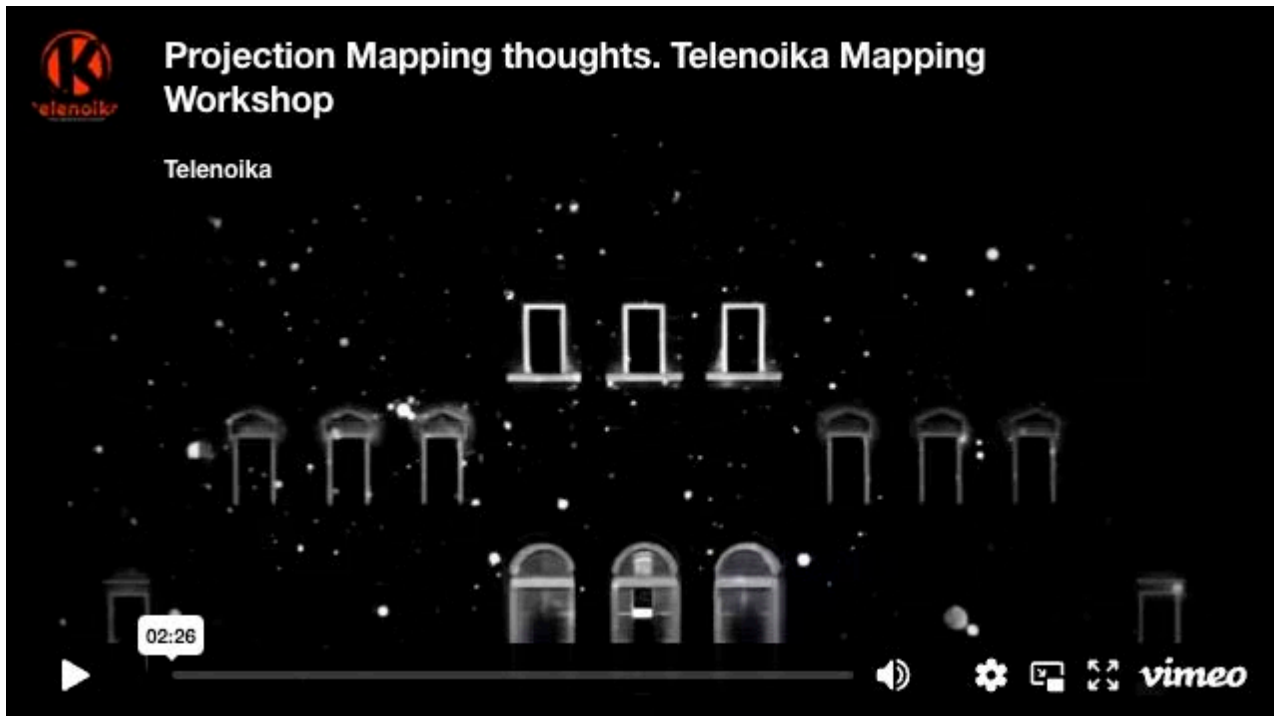 Projection Mapping thoughts. Telenoika Mapping
Workshop
telenoika
Telenoika
02:26
vimeo